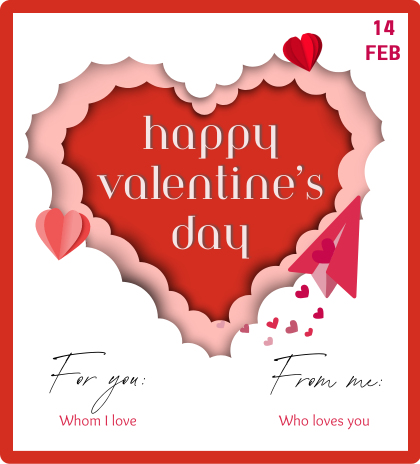 14
FEB
happy
valentine's
day
For you:
From me:
Whom I love
Who loves you